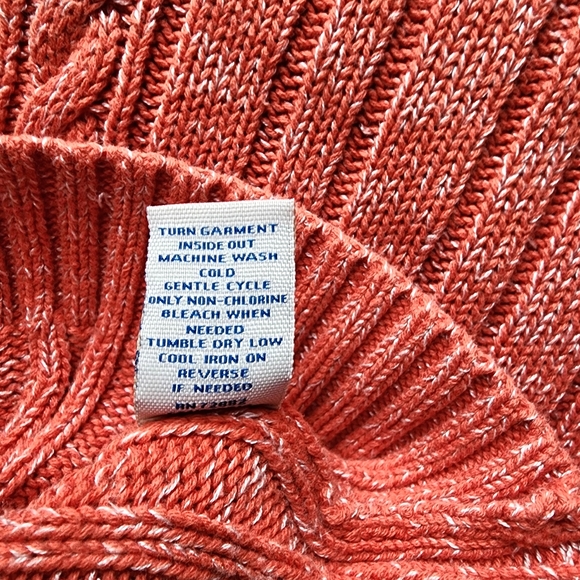 TURN GARMENT
INSIDE OUT
MACHINE WASH
COLD
GENTLE CYCLE
ONLY NON-CHLORINE
BLEACH WHEN
NEEDED
TUMBLE DRY LOW
COOL IRON ON
REVERSE
IF NEEDED